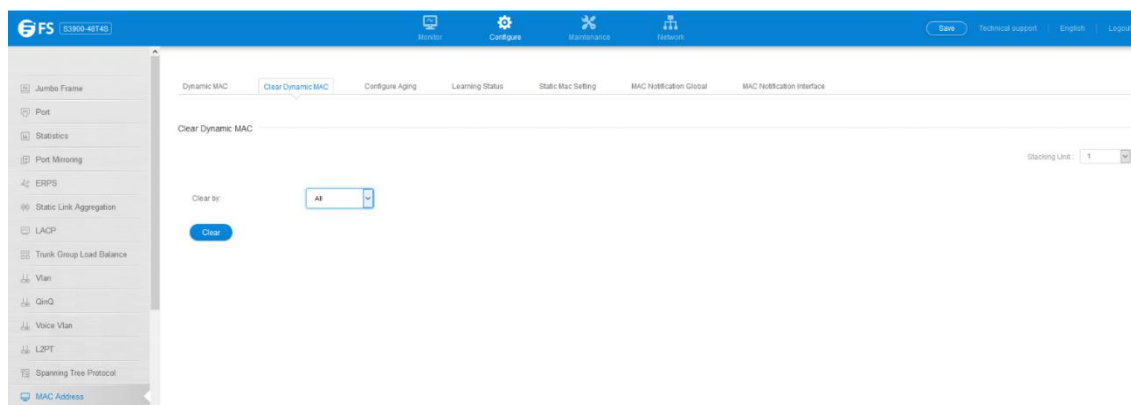 FS S3900-48T4S
Monitor Configure Maintenance Network
Save Technical support English Logout
Jumbo Frame
Port
Statistics
Port Mirroring
ERPS
Static Link Aggregation
LACP
Trunk Group Load Balance
Vlan
QinQ
Voice Vlan
L2PT
Spanning Tree Protocol
MAC Address
Dynamic MAC Clear Dynamic MAC Configure Aging Learning Status Static Mac Setting MAC Notification Global MAC Notification Interface
Clear Dynamic MAC
Stacking Unit : 1
Clear by: All
Clear